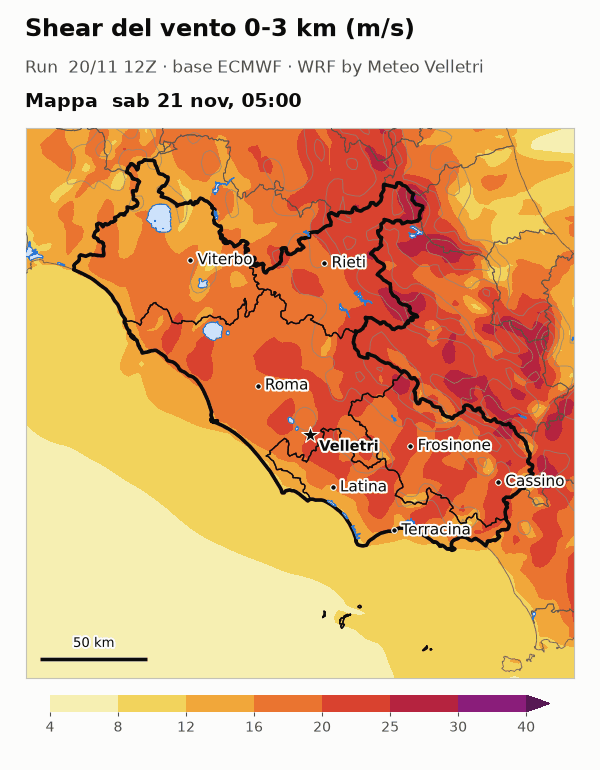 Shear del vento 0-3 km (m/s)
Run  20/11 12Z · base ECMWF · WRF by Meteo Velletri
Mappa  sab 21 nov, 05:00
Viterbo
Rieti
Roma
Velletri
Frosinone
Cassino
Latina
Terracina
50 km
4 8 12 16 20 25 30 40